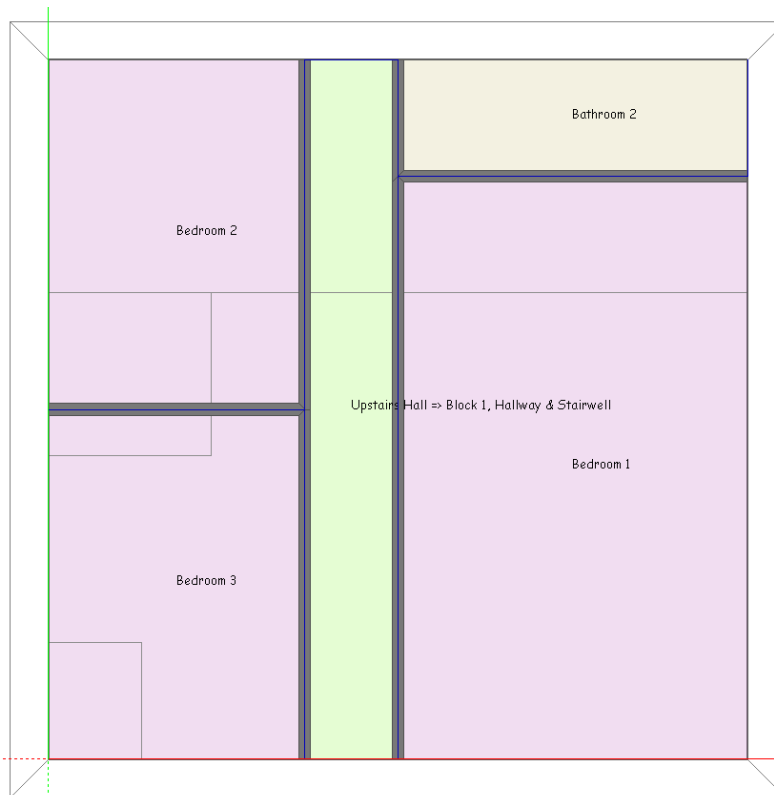 Bathroom 2
Bedroom 2
Upstairs Hall => Block 1, Hallway & Stairwell
Bedroom 1
Bedroom 3